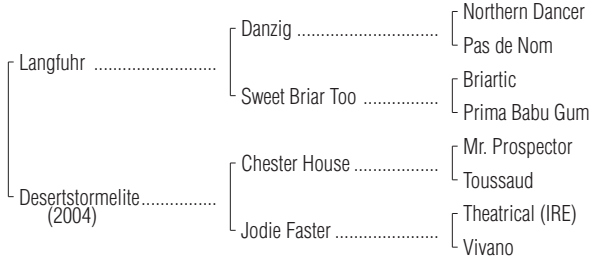 Northern Dancer
Danzig ................................
Pas de Nom
Langfuhr ...........................
Briartic
Sweet Briar Too .................
Prima Babu Gum
Mr. Prospector
Chester House ...................
Toussaud
Desertstormelite.................
(2004)
Theatrical (IRE)
Jodie Faster .......................
Vivano